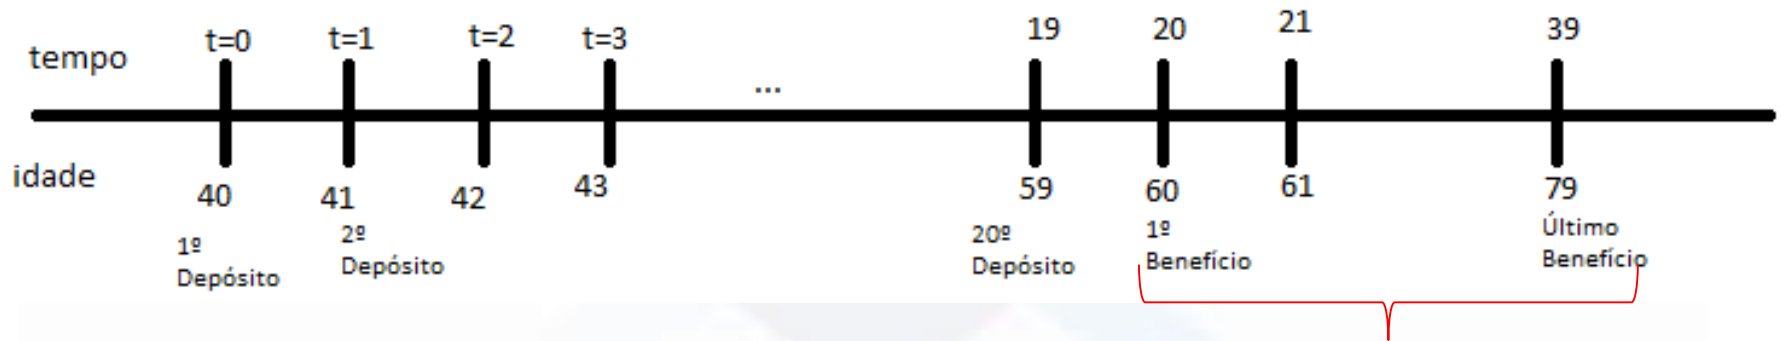 tempo t=0 t=1 t=2 t=3 ... 19 20 21 39
idade 40 41 42 43 59 60 61 79
1º
Depósito
2º
Depósito
20º
Depósito
1º
Benefício
Último
Benefício